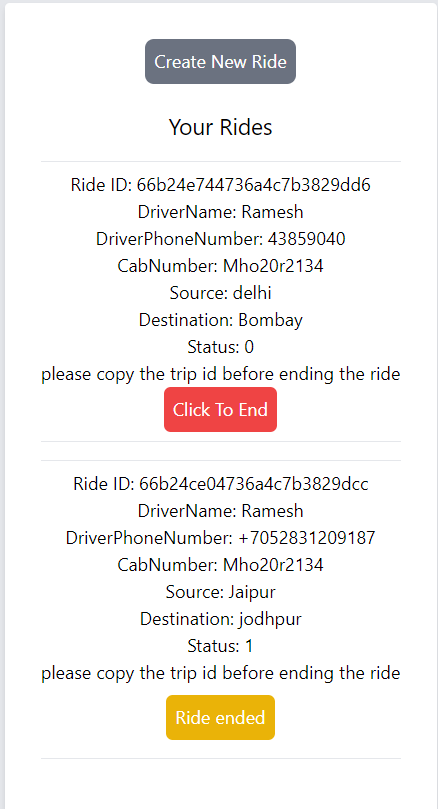 Create New Ride
Your Rides
Ride ID: 66b24e744736a4c7b3829dd6
DriverName: Ramesh
DriverPhoneNumber: 43859040
CabNumber: Mho20r2134
Source: delhi
Destination: Bombay
Status: 0
please copy the trip id before ending the ride
Click To End
Ride ID: 66b24ce04736a4c7b3829dcc
DriverName: Ramesh
DriverPhoneNumber: +7052831209187
CabNumber: Mho20r2134
Source: Jaipur
Destination: jodhpur
Status: 1
please copy the trip id before ending the ride
Ride ended